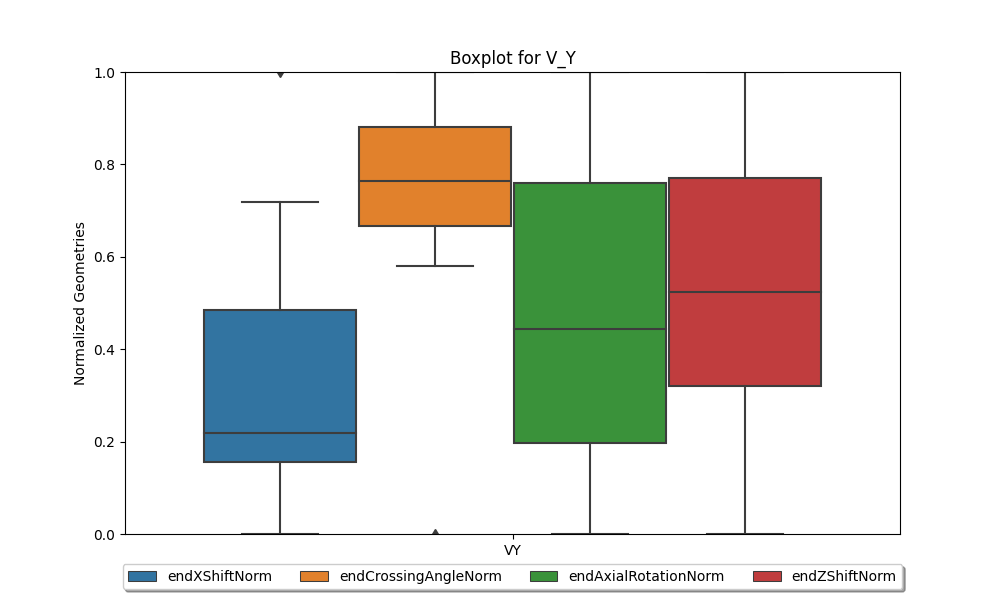 Boxplot for V_Y
Normalized Geometries
1.0
0.8
0.6
0.4
0.2
0.0
VY
endXShiftNorm endCrossingAngleNorm endAxialRotationNorm endZShiftNorm